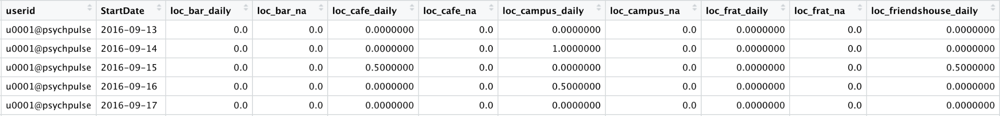 userid StartDate loc_bar_daily loc_bar_na loc_cafe_daily loc_cafe_na loc_campus_daily loc_campus_na loc_frat_daily loc_frat_na loc_friendshouse_daily
u0001@psychpulse 2016-09-13 0.0 0.0 0.0000000 0.0 0.0000000 0.0 0.0000000 0.0 0.0000000
u0001@psychpulse 2016-09-14 0.0 0.0 0.0000000 0.0 1.0000000 0.0 0.0000000 0.0 0.0000000
u0001@psychpulse 2016-09-15 0.0 0.0 0.5000000 0.0 0.0000000 0.0 0.0000000 0.0 0.5000000
u0001@psychpulse 2016-09-16 0.0 0.0 0.0000000 0.0 0.5000000 0.0 0.0000000 0.0 0.0000000
u0001@psychpulse 2016-09-17 0.0 0.0 0.0000000 0.0 0.0000000 0.0 0.0000000 0.0 0.0000000